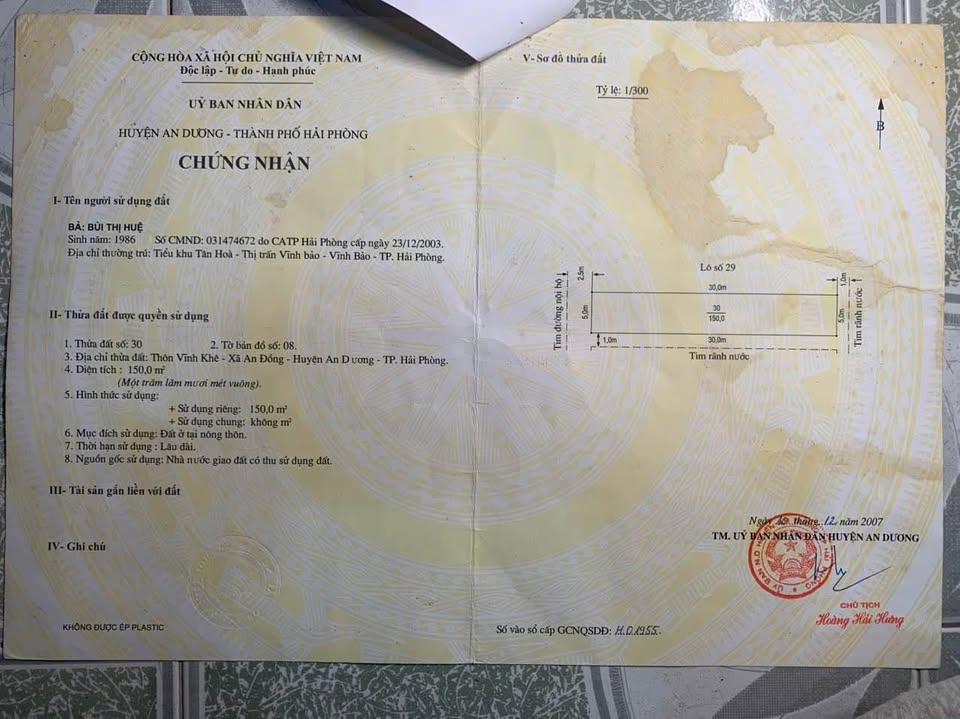 CỘNG HÒA XÃ HỘI CHỦ NGHĨA VIỆT NAM
Độc lập - Tự do - Hạnh phúc
UỶ BAN NHÂN DÂN
HUYỆN AN DƯƠNG - THÀNH PHỐ HẢI PHÒNG
CHỨNG NHẬN
I- Tên người sử dụng đất
BÀ: BÙI THỊ HUỆ
Sinh năm: 1986 Số CMND: 031474672 do CATP Hải Phòng cấp ngày 23/12/2003.
Địa chỉ thường trú: Tiểu khu Tân Hoà - Thị trấn Vĩnh bảo - Vĩnh Bảo - TP. Hải Phòng.
II- Thửa đất được quyền sử dụng
1. Thửa đất số: 30 2. Tờ bản đồ số: 08.
3. Địa chỉ thửa đất: Thôn Vĩnh Khê - Xã An Đồng - Huyện An Dương - TP. Hải Phòng.
4. Diện tích : 150,0 m²
(Một trăm lăm mươi mét vuông).
5. Hình thức sử dụng:
+ Sử dụng riêng: 150,0 m²
+ Sử dụng chung: không m²
6. Mục đích sử dụng: Đất ở tại nông thôn.
7. Thời hạn sử dụng : Lâu dài.
8. Nguồn gốc sử dụng: Nhà nước giao đất có thu sử dụng đất.
III- Tài sản gắn liền với đất
IV- Ghi chú
KHÔNG ĐƯỢC ÉP PLASTIC
V- Sơ đồ thửa đất
Tỷ lệ: 1/300
B
Lô số 29
2,5m
30,0m
1,0m
Tim đường nội bộ
5,0m
30
150,0
5,0m
Tim rãnh nước
1,0m
30,0m
Tim rãnh nước
Ngày tháng 12 năm 2007
TM. UỶ BAN NHÂN DÂN HUYỆN AN DƯƠNG
CHỦ TỊCH
Hoàng Hải Hưng
Số vào sổ cấp GCNQSDĐ: H.01955.